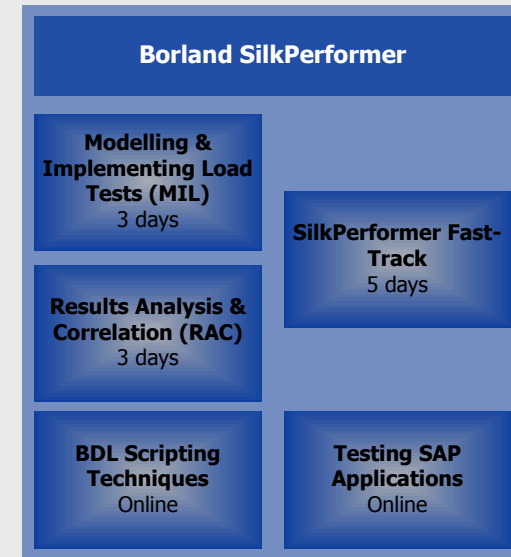 Borland SilkPerformer
Modelling &
Implementing Load
Tests (MIL)
3 days
SilkPerformer Fast-
Track
5 days
Results Analysis &
Correlation (RAC)
3 days
BDL Scripting
Techniques
Online
Testing SAP
Applications
Online